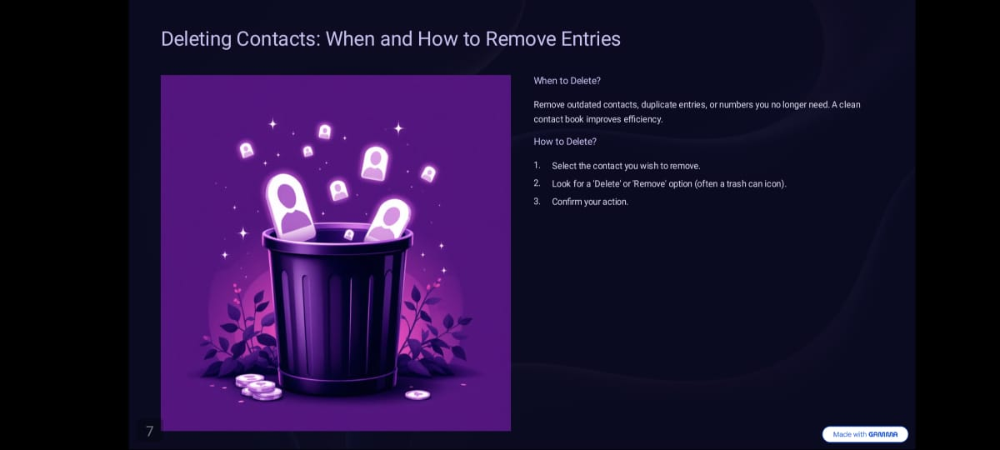 Deleting Contacts: When and How to Remove Entries
When to Delete?
Remove outdated contacts, duplicate entries, or numbers you no longer need. A clean
contact book improves efficiency.
How to Delete?
1. Select the contact you wish to remove.
2. Look for a 'Delete' or 'Remove' option (often a trash can icon).
3. Confirm your action.
7
Made with GAMMA